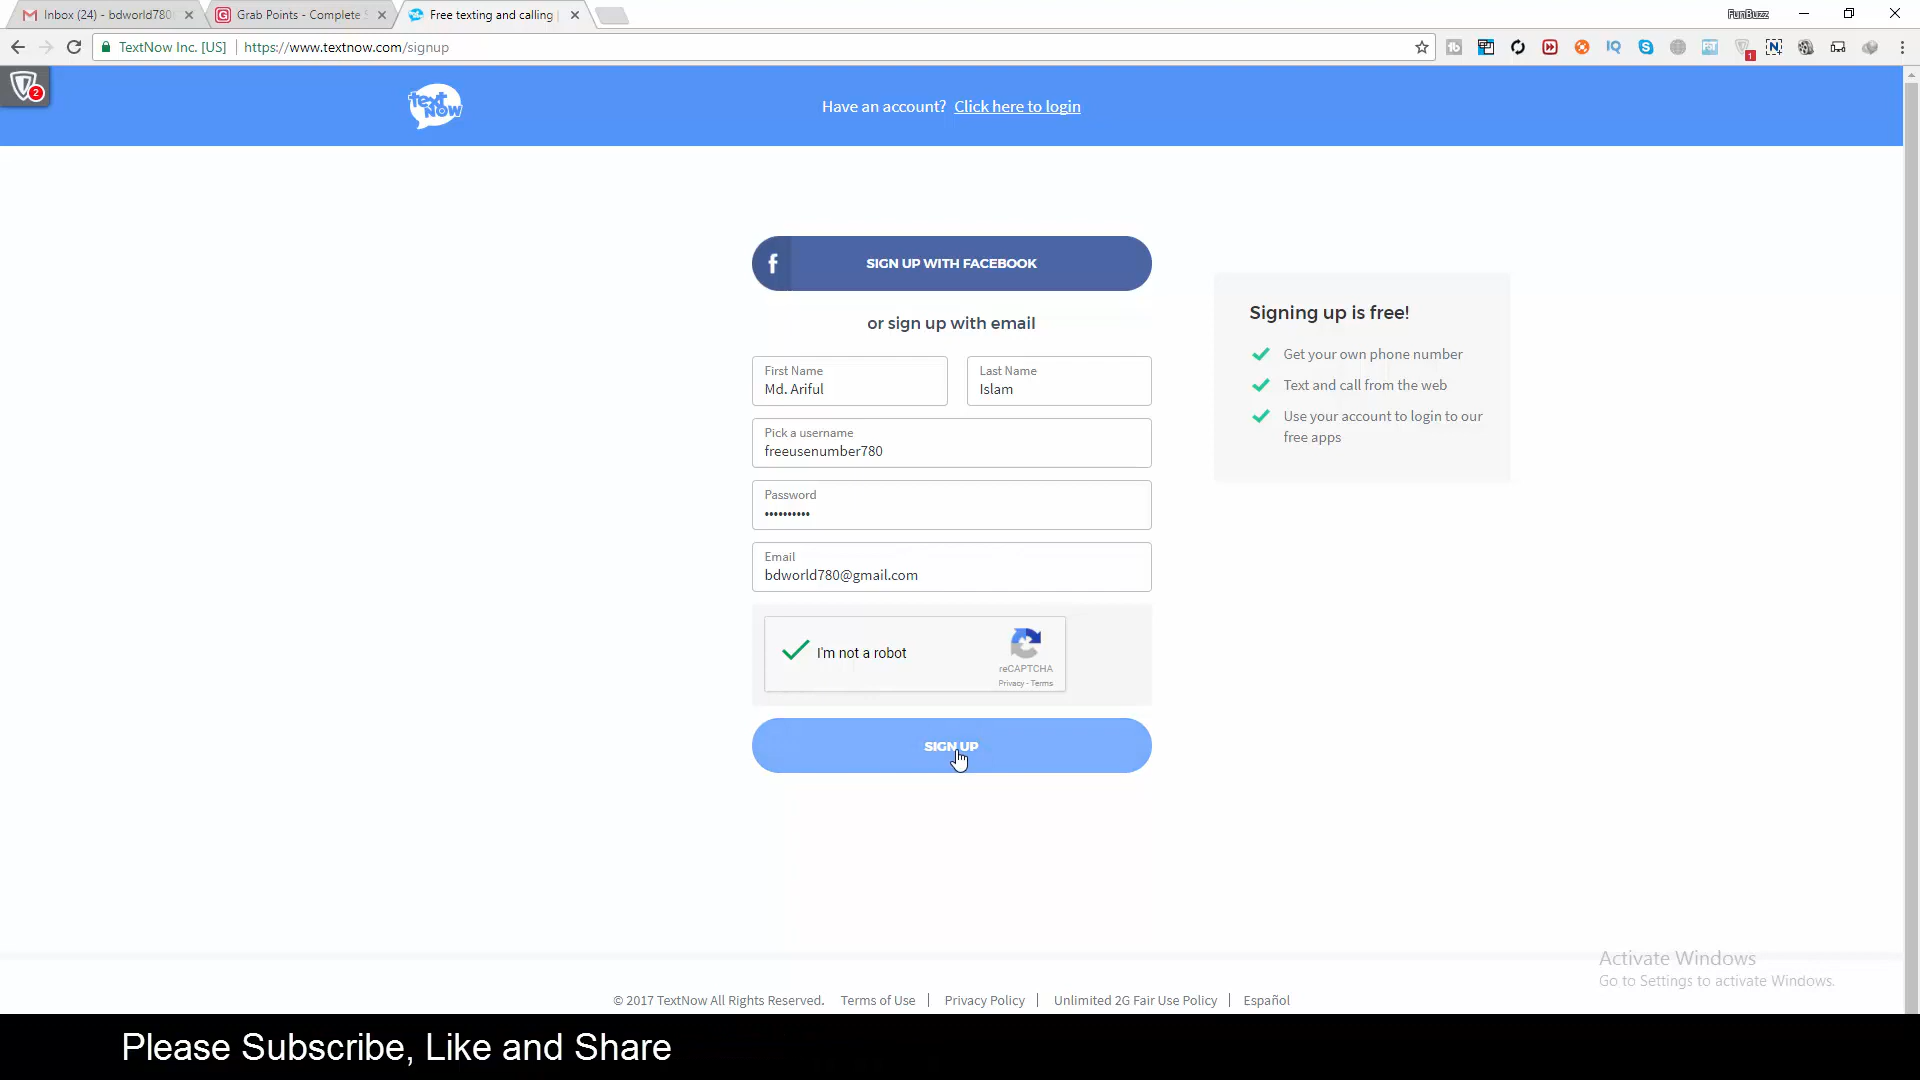 Inbox (24) - bdworld780
Grab Points - Complete
Free texting and calling
FunBuzz
TextNow Inc. [US]
https://www.textnow.com/signup
1
2
text NOW
Have an account? Click here to login
f
SIGN UP WITH FACEBOOK
or sign up with email
First Name
Md. Ariful
Last Name
Islam
Pick a username
freeusenumber780
Password
••••••••••
Email
bdworld780@gmail.com
I'm not a robot
reCAPTCHA
Privacy - Terms
SIGN UP
Signing up is free!
Get your own phone number
Text and call from the web
Use your account to login to our
free apps
Activate Windows
Go to Settings to activate Windows.
© 2017 TextNow All Rights Reserved. Terms of Use | Privacy Policy | Unlimited 2G Fair Use Policy | Español
Please Subscribe, Like and Share